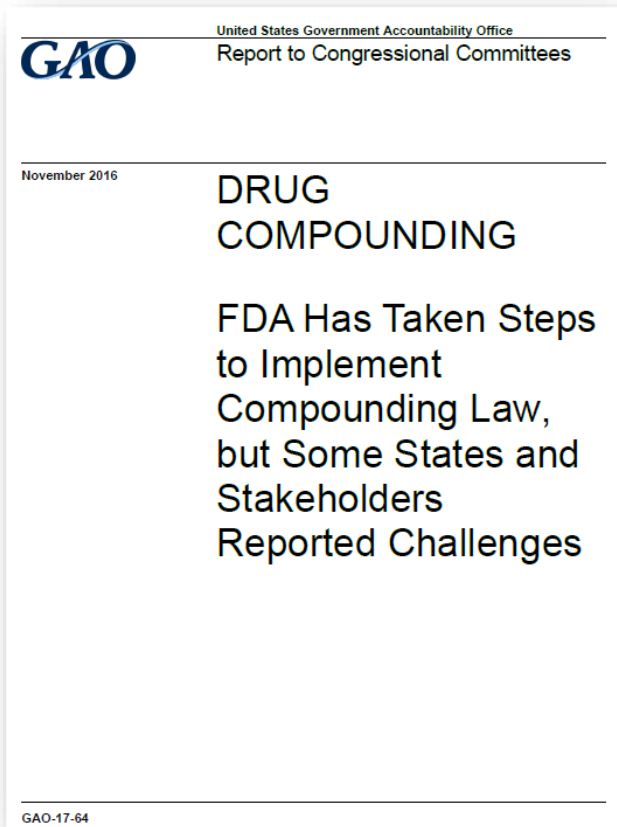 GAO
United States Government Accountability Office
Report to Congressional Committees
November 2016
DRUG
COMPOUNDING
FDA Has Taken Steps
to Implement
Compounding Law,
but Some States and
Stakeholders
Reported Challenges
GAO-17-64